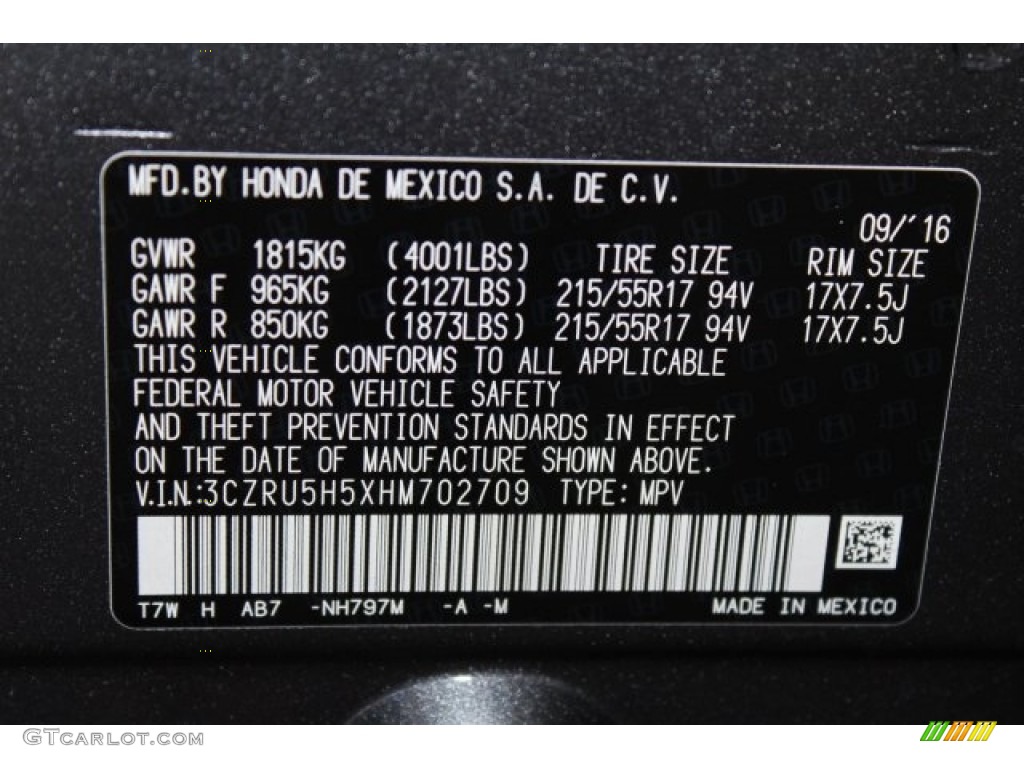 MFD.BY HONDA DE MEXICO S.A. DE C.V.
09/'16
GVWR 1815KG (4001LBS) TIRE SIZE RIM SIZE
GAWR F 965KG (2127LBS) 215/55R17 94V 17X7.5J
GAWR R 850KG (1873LBS) 215/55R17 94V 17X7.5J
THIS VEHICLE CONFORMS TO ALL APPLICABLE
FEDERAL MOTOR VEHICLE SAFETY
AND THEFT PREVENTION STANDARDS IN EFFECT
ON THE DATE OF MANUFACTURE SHOWN ABOVE.
V.I.N.:3CZRU5H5XHM702709 TYPE: MPV
T7W H AB7 -NH797M -A -M MADE IN MEXICO
GTCarLot.com